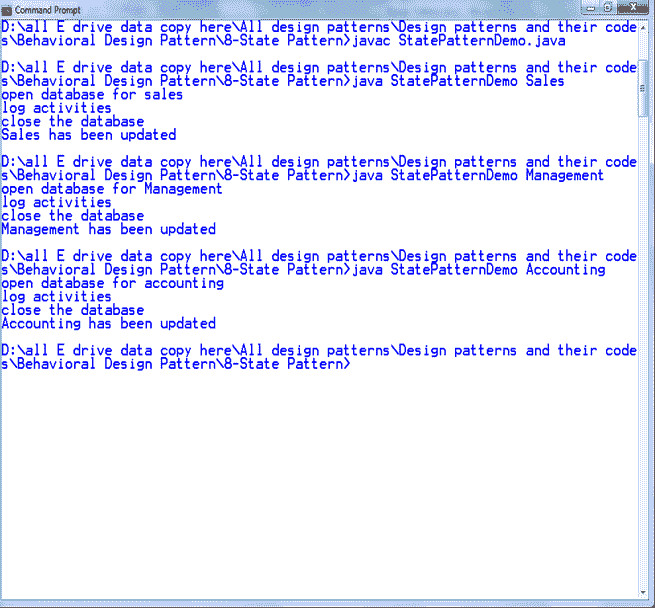 Command Prompt
D:\all E drive data copy here\All design patterns\Design patterns and their code
s\Behavioral Design Pattern\8-State Pattern>javac StatePatternDemo.java
D:\all E drive data copy here\All design patterns\Design patterns and their code
s\Behavioral Design Pattern\8-State Pattern>java StatePatternDemo Sales
open database for sales
log activities
close the database
Sales has been updated
D:\all E drive data copy here\All design patterns\Design patterns and their code
s\Behavioral Design Pattern\8-State Pattern>java StatePatternDemo Management
open database for Management
log activities
close the database
Management has been updated
D:\all E drive data copy here\All design patterns\Design patterns and their code
s\Behavioral Design Pattern\8-State Pattern>java StatePatternDemo Accounting
open database for accounting
log activities
close the database
Accounting has been updated
D:\all E drive data copy here\All design patterns\Design patterns and their code
s\Behavioral Design Pattern\8-State Pattern>